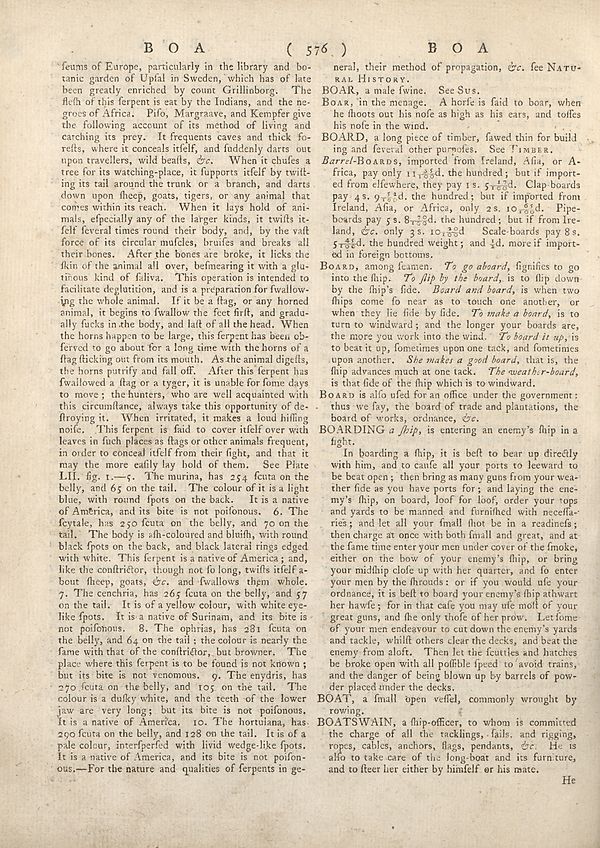 B O A ( 576 ) B O A
ſeums of Europe, particularly in the library and bo-
tanic garden of Upſal in Sweden, which has of late
been greatly enriched by count Grillinborg. The
fleſh of this ſerpent is eat by the Indians, and the ne-
groes of Africa. Piſo, Margraave, and Kempfer give
the following account of its method of living and
catching its prey. It frequents caves and thick fo-
reſts, where it conceals itſelf, and ſuddenly darts out
upon travellers, wild beaſts, &c. When it chuſes a
tree for its watching-place, it ſupports itſelf by twiſt-
ing its tail around the trunk or a branch, and darts
down upon ſheep, goats, tigers, or any animal that
comes within its reach. When it lays hold of ani-
mals, eſpecially any of the larger kinds, it twiſts it-
ſelf ſeveral times round their body, and, by the vaſt
force of its circular muſcles, bruiſes and breaks all
their bones. After the bones are broke, it licks the
ſkin of the animal all over, beſmearing it with a glu-
tinous kind of ſaliva. This operation is intended to
facilitate deglutition, and is a preparation for ſwallow-
ing the whole animal. If it be a ſtag, or any horned
animal, it begins to ſwallow the feet firſt, and gradu-
ally ſucks in the body, and laſt of all the head. When
the horns happen to be large, this ſerpent has been ob-
ſerved to go about for a long time with the horns of a
ſtag ſticking out from its mouth. As the animal digeſts,
the horns putrify and fall off. After this ſerpent has
ſwallowed a ſtag or a tyger, it is unable for ſome days
to move; the hunters, who are well acquainted with
this circumſtance, always take this opportunity of de-
ſtroying it. When irritated, it makes a loud hiſſing
noiſe. This ſerpent is ſaid to cover itſelf over with
leaves in ſuch places as ſtags or other animals frequent,
in order to conceal itſelf from their ſight, and that it
may the more eaſily lay hold of them. See Plate
LII. fig. 1.—5. The murina, has 254 ſcuta on the
belly, and 65 on the tail. The colour of it is a light
blue, with round ſpots on the back. It is a native
of America, and its bite is not poiſonous. 6. The
ſcytale, has 250 ſcuta on the belly, and 70 on the
tail. The body is aſh-coloured and bluiſh, with round
black ſpots on the back, and black lateral rings edged
with white. This ſerpent is a native of America; and,
like the conſtrictor, though not ſo long, twiſts itſelf a-
bout ſheep, goats, &c. and ſwallows them whole.
7. The cenchria, has 265 ſcuta on the belly, and 57
on the tail. It is of a yellow colour, with white eye-
like ſpots. It is a native of Surinam, and its bite is
not poiſonous. 8. The ophrias, has 281 ſcuta on
the belly, and 64 on the tail; the colour is nearly the
ſame with that of the conſtrictor, but browner. The
place where this ſerpent is to be found is not known;
but its bite is not venomous. 9. The enydris, has
270 ſcuta on the belly, and 105 on the tail. The
colour is a duſky white, and the teeth of the lower
jaw are very long; but its bite is not poiſonous.
It is a native of America. 10. The hortulana, has
290 ſcuta on the belly, and 128 on the tail. It is of a
pale colour, interſperſed with livid wedge-like ſpots.
It is a native of America, and its bite is not poiſon-
ous.—For the nature and qualities of ſerpents in ge-
neral, their method of propagation, &c. ſee NATU-
RAL HISTORY.
BOAR, a male ſwine. See SUS.
BOAR, in the menage. A horſe is ſaid to boar, when
he ſhoots out his noſe as high as his ears, and toſſes
his noſe in the wind.
BOARD, a long piece of timber, ſawed thin for build
ing and ſeveral other purpoſes. See TIMBER.
Barrel-BOARDS, imported from Ireland, Aſia, or A-
frica, pay only 11 d. the hundred; but if import-
ed from elſewhere, they pay 1 s. 5 d. Clap boards
pay 4 s. 9 d. the hundred; but if imported from
Ireland, Aſia, or Africa, only 2 s. 10 d. Pipe-
boards pay 5 s. 8 d. the hundred; but if from Ire-
land, &c. only 3 s. 10 d Scale-boards pay 8 s.
5 d. the hundred weight; and d. more if import-
ed in foreign bottoms.
BOARD, among ſeamen. To go aboard, ſignifies to go
into the ſhip. To ſlip by the board, is to ſlip down
by the ſhip's ſide. Board and board, is when two
ſhips come ſo near as to touch one another, or
when they lie ſide by ſide. To make a board, is to
turn to windward; and the longer your boards are,
the more you work into the wind. To board it up, is
to beat it up, ſometimes upon one tack, and ſometimes
upon another. She makes a good board, that is, the
ſhip advances much at one tack. The weather-board,
is that ſide of the ſhip which is to windward.
BOARD is alſo uſed for an office under the government:
thus we ſay, the board of trade and plantations, the
board of works, ordnance, &c.
BOARDING a ſhip, is entering an enemy's ſhip in a
fight.
In boarding a ſhip, it is beſt to bear up directly
with him, and to cauſe all your ports to leeward to
be beat open; then bring as many guns from your wea-
ther ſide as you have ports for; and laying the ene-
my's ſhip, on board, loof for loof, order your tops
and yards to be manned and furniſhed with neceſſa-
ries; and let all your ſmall ſhot be in a readineſs;
then charge at once with both ſmall and great, and at
the ſame time enter your men under cover of the ſmoke,
either on the bow of your enemy's ſhip, or bring
your midſhip cloſe up with her quarter, and ſo enter
your men by the ſhrouds: or if you would uſe your
ordnance, it is beſt to board your enemy's ſhip athwart
her hawſe; for in that caſe you may uſe moſt of your
great guns, and ſhe only thoſe of her prow. Let ſome
of your men endeavour to cut down the enemy's yards
and tackle, whilſt others clear the decks, and beat the
enemy from aloft. Then let the ſcuttles and hatches
be broke open with all poſſible ſpeed to avoid trains,
and the danger of being blown up by barrels of pow-
der placed under the decks.
BOAT, a ſmall open veſſel, commonly wrought by
rowing.
BOATSWAIN, a ſhip-officer, to whom is committed
the charge of all the tacklings, ſails. and rigging,
ropes, cables, anchors, flags, pendants, &c. He is
alſo to take care of the long-boat and its furniture,
and to ſteer her either by himſelf or his mate.
He